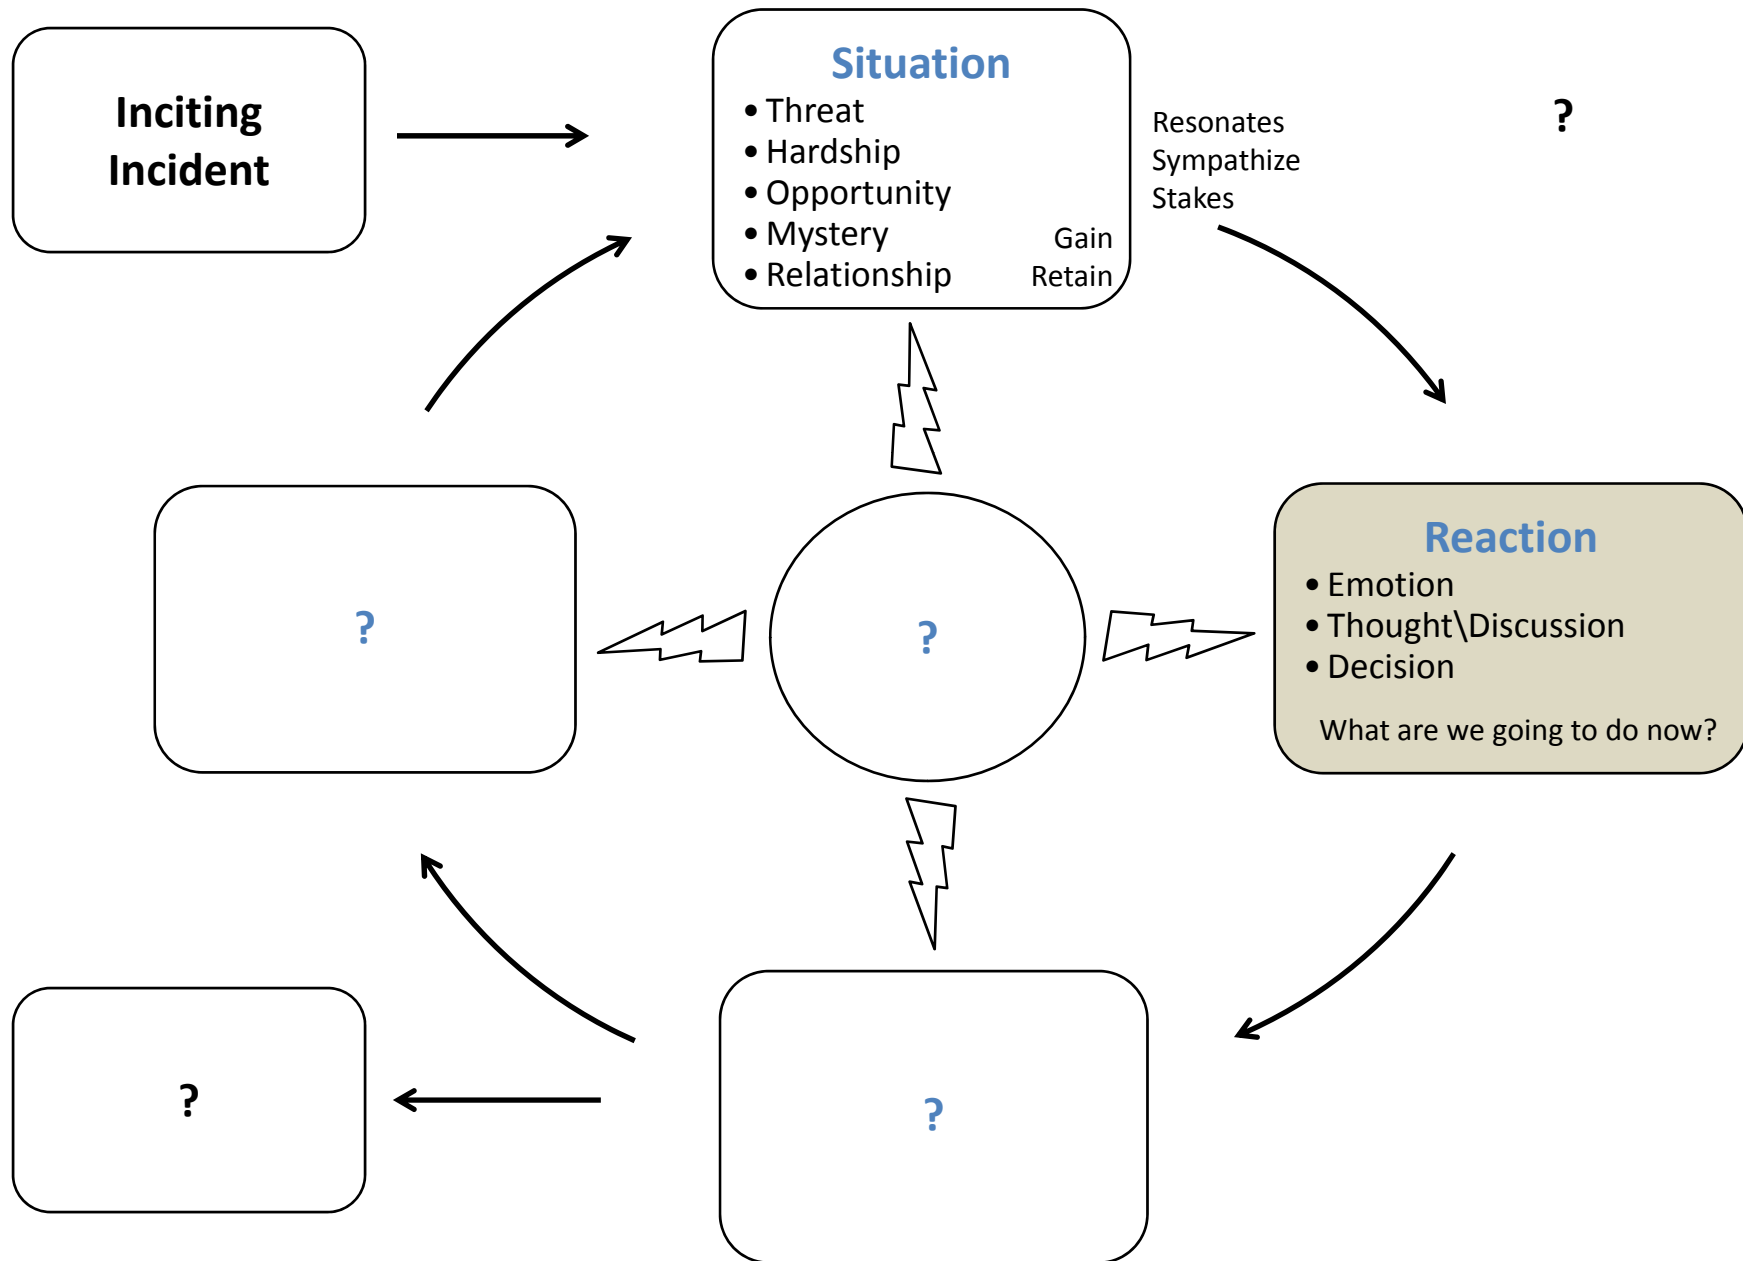 Inciting
Incident
Situation
• Threat
• Hardship
• Opportunity
• Mystery
• Relationship
Gain
Retain
Resonates
Sympathize
Stakes
?
?
?
Reaction
• Emotion
• Thought\Discussion
• Decision
What are we going to do now?
?
?